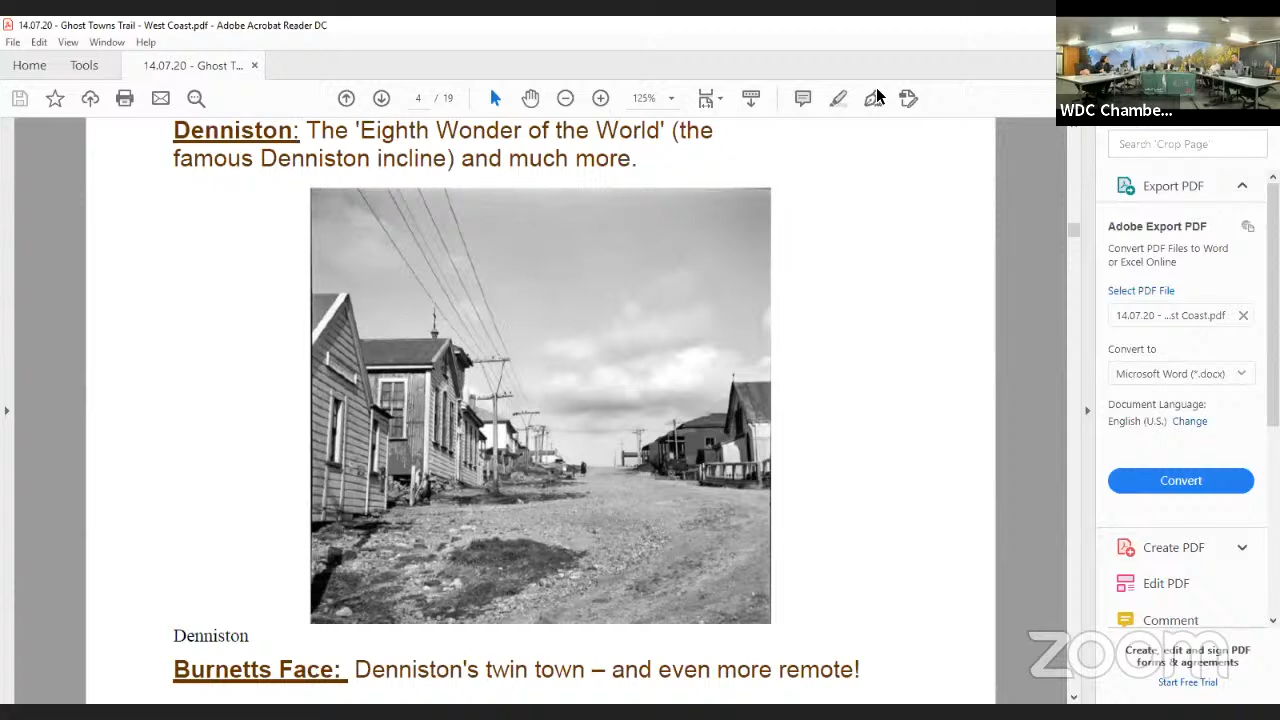 14.07.20 - Ghost Towns Trail - West Coast.pdf - Adobe Acrobat Reader DC
File Edit View Window Help
Home Tools 14.07.20 - Ghost T... ×
4 / 19 125%
WDC Chambe...
Denniston: The 'Eighth Wonder of the World' (the
famous Denniston incline) and much more.
Denniston
Burnetts Face: Denniston's twin town – and even more remote!
Search 'Crop Page'
Export PDF
Adobe Export PDF
Convert PDF Files to Word
or Excel Online
Select PDF File
14.07.20 - ...st Coast.pdf
Convert to
Microsoft Word (*.docx)
Document Language:
English (U.S.) Change
Convert
Create PDF
Edit PDF
Comment
Create, edit and sign PDF
forms & agreements
Start Free Trial
zoom